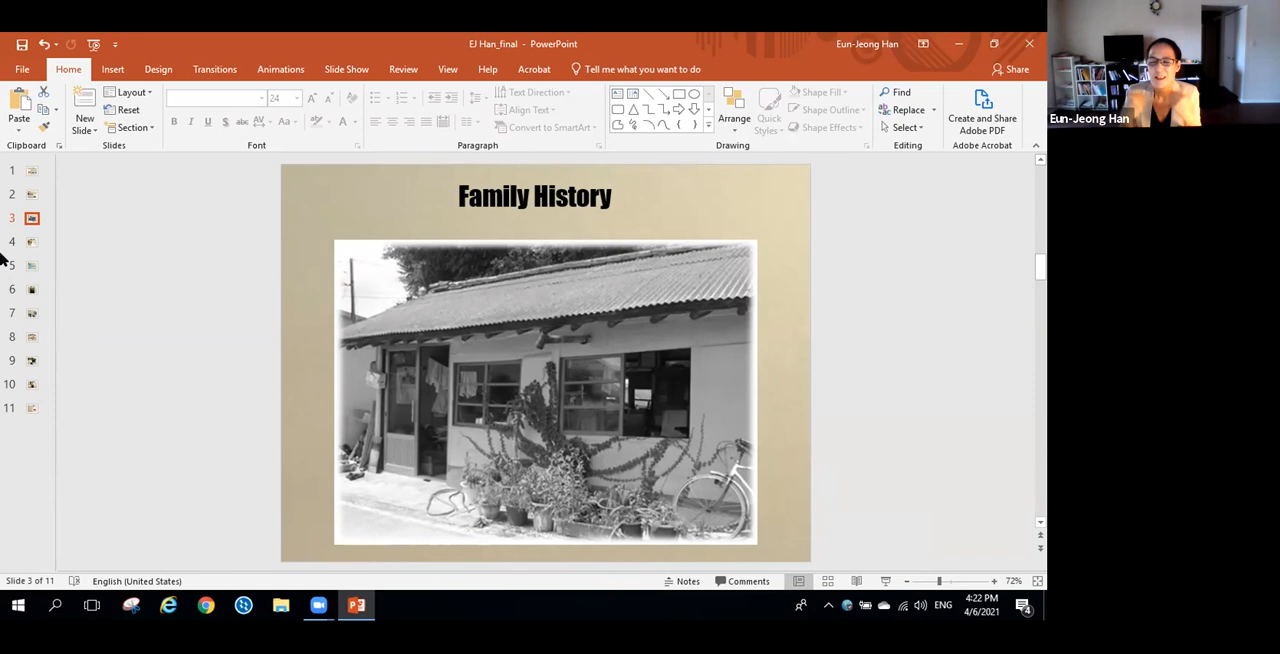 EJ Han_final - PowerPoint
Eun-Jeong Han
File Home Insert Design Transitions Animations Slide Show Review View Help Acrobat Tell me what you want to do Share
Paste
New Slide
Layout
Reset
Section
24
Text Direction
Align Text
Convert to SmartArt
Arrange
Quick Styles
Shape Fill
Shape Outline
Shape Effects
Find
Replace
Select
Create and Share Adobe PDF
Clipboard Slides Font Paragraph Drawing Editing Adobe Acrobat
1
2
3
4
5
6
7
8
9
10
11
Family History
Slide 3 of 11 English (United States) Notes Comments 72%
ENG
4:22 PM
4/6/2021
4
Eun-Jeong Han